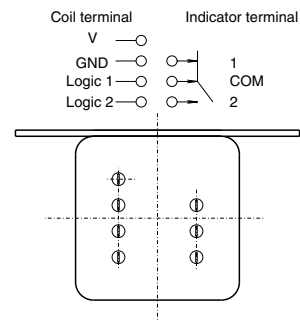 Coil terminal Indicator terminal
V
GND 1
Logic 1 COM
Logic 2 2